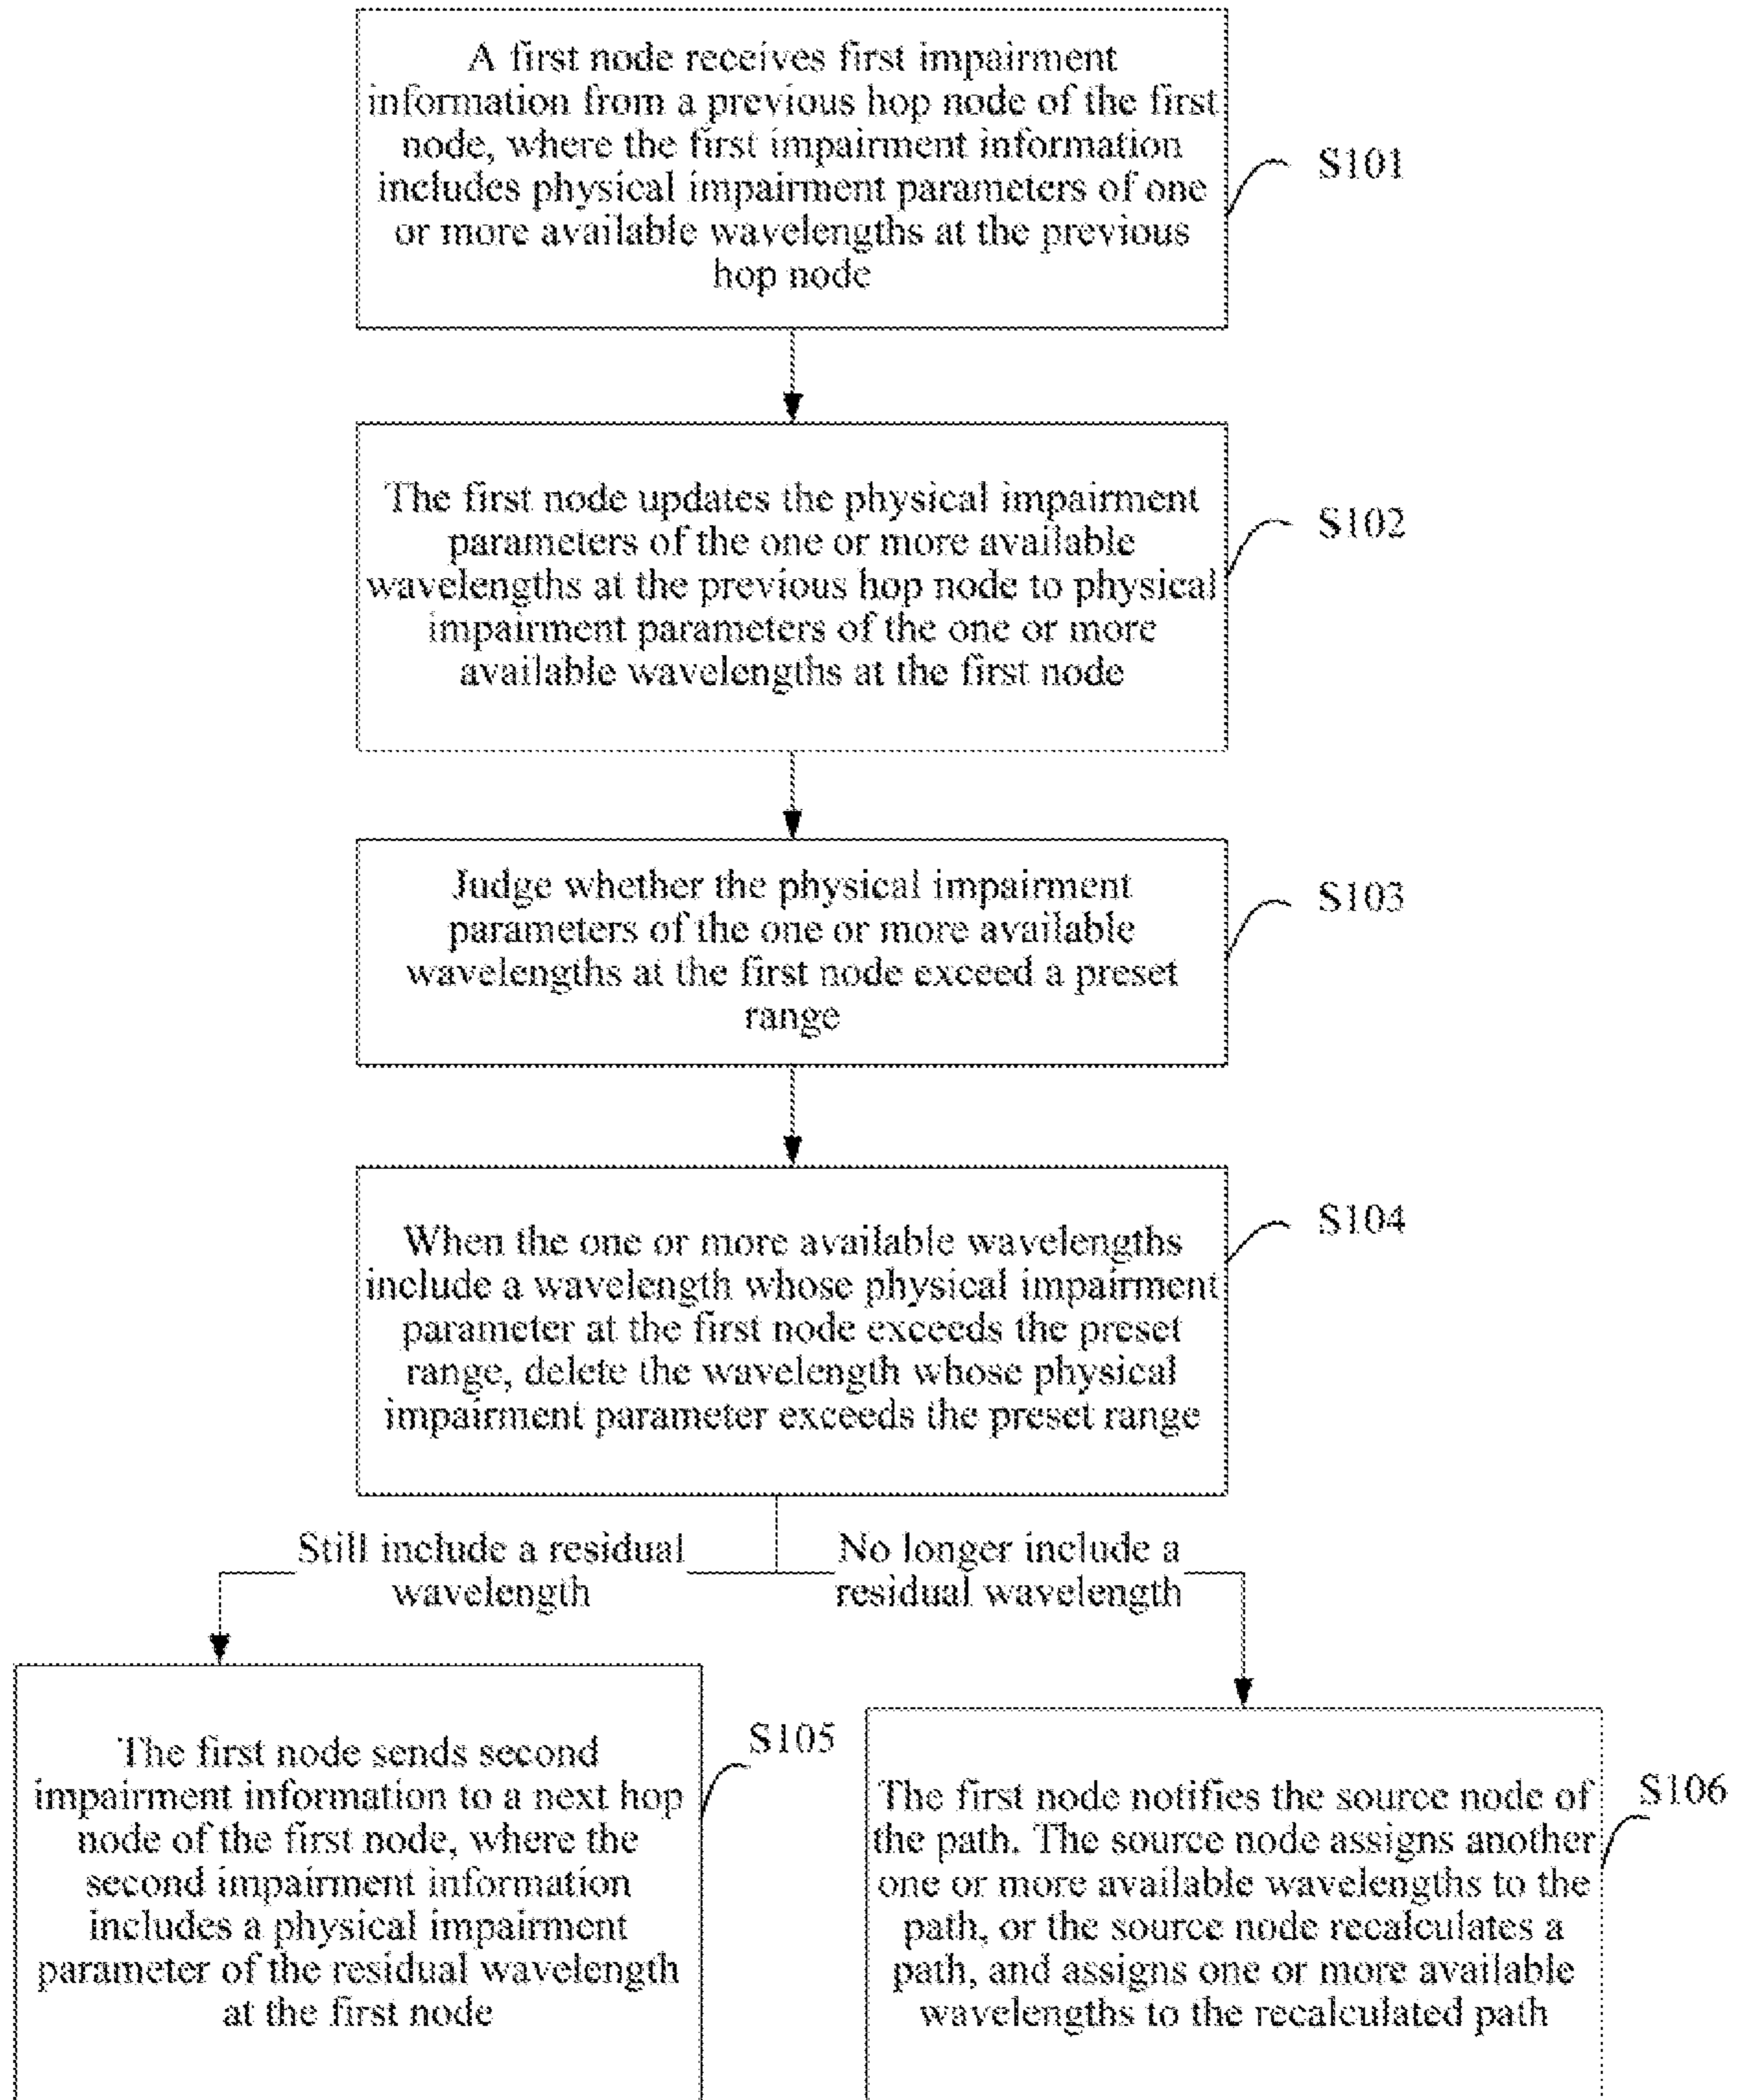 A first node receives first impairment
information from a previous hop node of the first
node, where the first impairment information
includes physical impairment parameters of one
or more available wavelengths at the previous
hop node
S101
The first node updates the physical impairment
parameters of the one or more available
wavelengths at the previous hop node to physical
impairment parameters of the one or more
available wavelengths at the first node
S102
Judge whether the physical impairment
parameters of the one or more available
wavelengths at the first node exceed a preset
range
S103
When the one or more available wavelengths
include a wavelength whose physical impairment
parameter at the first node exceeds the preset
range, delete the wavelength whose physical
impairment parameter exceeds the preset range
S104
Still include a residual
wavelength
No longer include a
residual wavelength
The first node sends second
impairment information to a next hop
node of the first node, where the
second impairment information
includes a physical impairment
parameter of the residual wavelength
at the first node
S105
The first node notifies the source node of
the path. The source node assigns another
one or more available wavelengths to the
path, or the source node recalculates a
path, and assigns one or more available
wavelengths to the recalculated path
S106